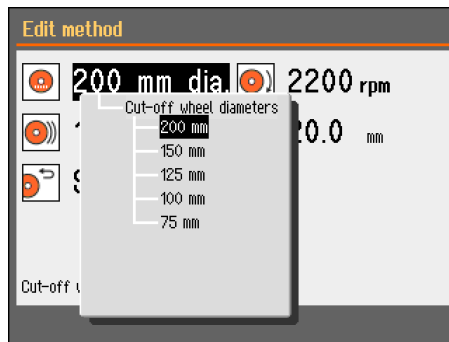 Edit method
200 mm dia. 2200 rpm
Cut-off wheel diameters
200 mm
20.0 mm
150 mm
125 mm
100 mm
75 mm
Cut-off